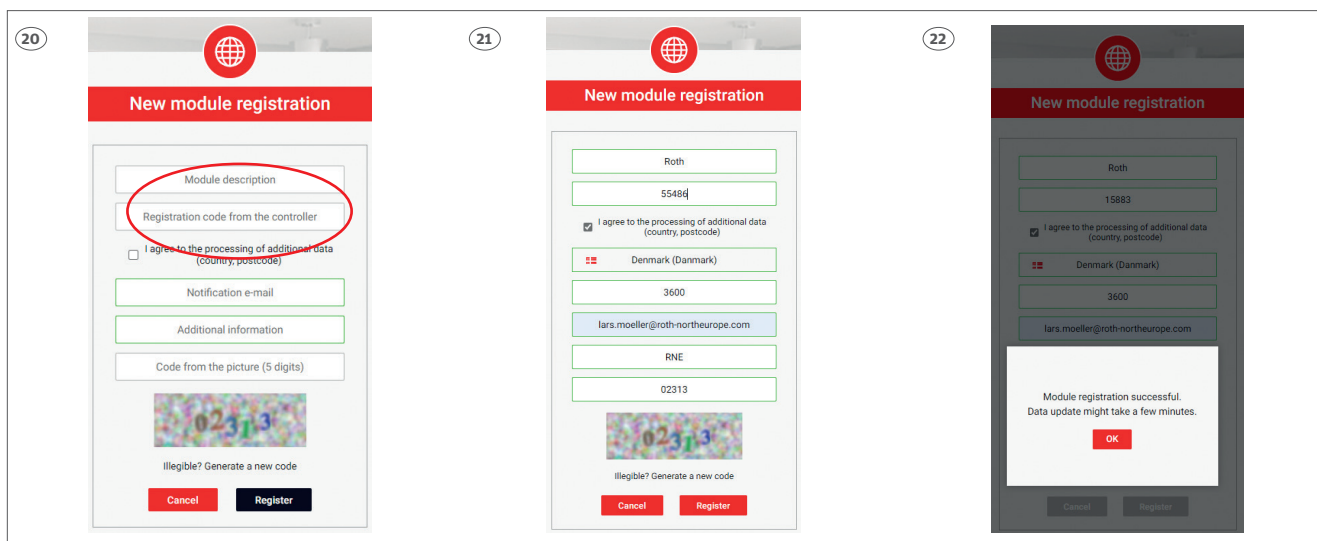 20
New module registration
Module description
Registration code from the controller
I agree to the processing of additional data
(country, postcode)
Notification e-mail
Additional information
Code from the picture (5 digits)
02313
Illegible? Generate a new code
Cancel
Register
21
New module registration
Roth
55486
I agree to the processing of additional data
(country, postcode)
Denmark (Danmark)
3600
lars.moeller@roth-northeurope.com
RNE
02313
02313
Illegible? Generate a new code
Cancel
Register
22
New module registration
Roth
15883
I agree to the processing of additional data
(country, postcode)
Denmark (Danmark)
3600
lars.moeller@roth-northeurope.com
Module registration successful.
Data update might take a few minutes.
OK
Cancel
Register